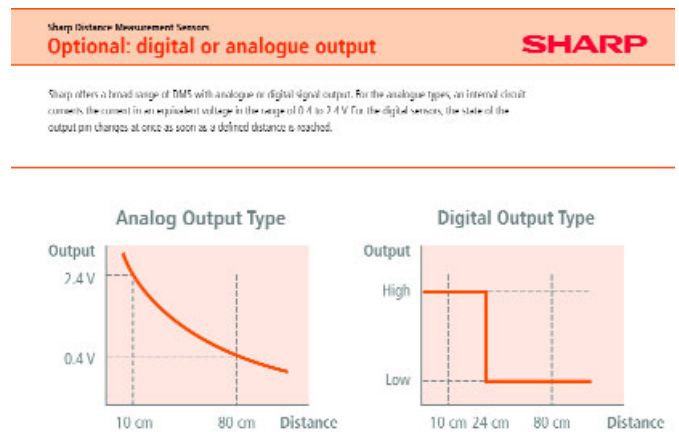 Sharp Distance Measurement Sensors
Optional: digital or analogue output
SHARP
Sharp offers a broad range of DMS with analogue or digital signal output. For the analogue types, an internal circuit
converts the current in an equivalent voltage in the range of 0.4 to 2.4 V. For the digital sensors, the state of the
output pin changes at once as soon as a defined distance is reached.
Analog Output Type
Output
2.4 V
0.4 V
10 cm
80 cm
Distance
Digital Output Type
Output
High
Low
10 cm
24 cm
80 cm
Distance